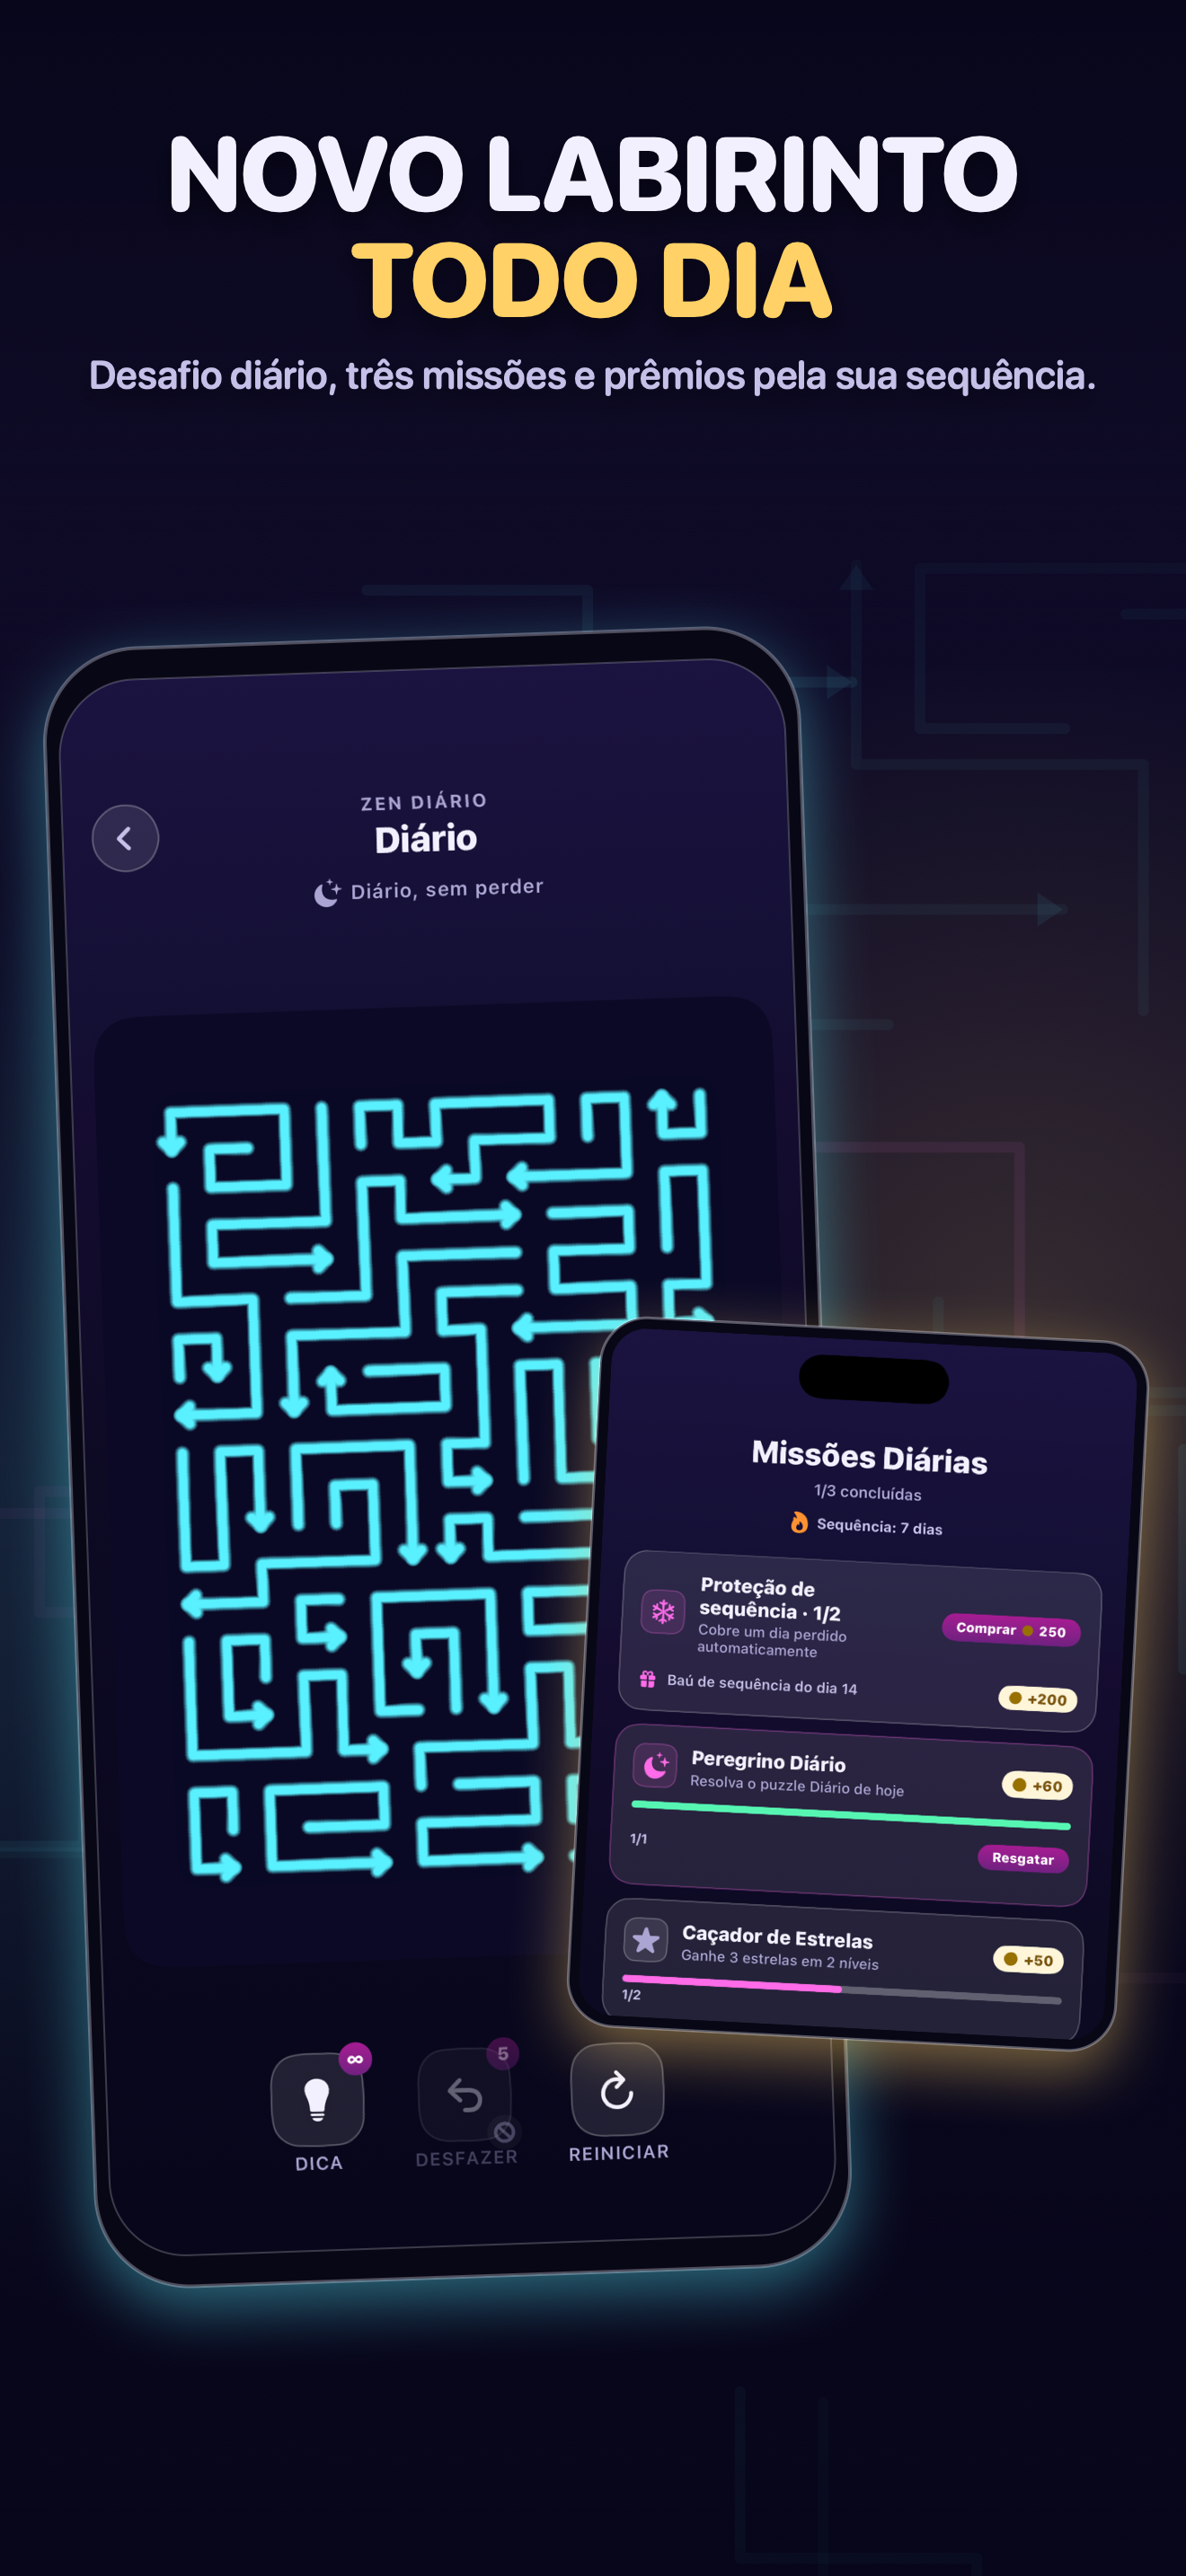 NOVO LABIRINTO
TODO DIA
Desafio diário, três missões e prêmios pela sua sequência.
ZEN DIÁRIO
Diário
Diário, sem perder
Missões Diárias
1/3 concluídas
Sequência: 7 dias
Proteção de
sequência · 1/2
Cobre um dia perdido
automaticamente
Comprar 250
Baú de sequência do dia 14
+200
Peregrino Diário
Resolva o puzzle Diário de hoje
+60
1/1
Resgatar
Caçador de Estrelas
Ganhe 3 estrelas em 2 níveis
+50
1/2
∞
5
DICA
DESFAZER
REINICIAR